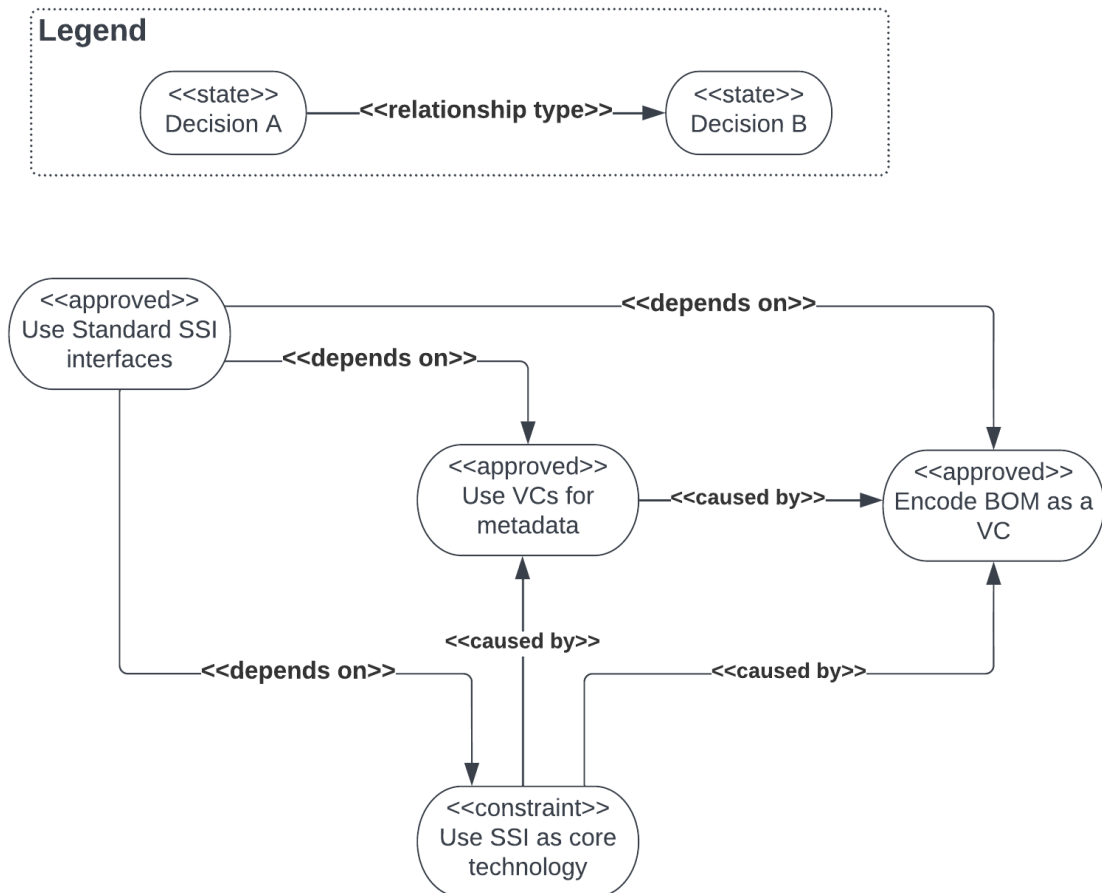 Legend
<<state>>
Decision A
<<relationship type>>
<<state>>
Decision B
<<approved>>
Use Standard SSI
interfaces
<<depends on>>
<<depends on>>
<<approved>>
Use VCs for
metadata
<<caused by>>
<<approved>>
Encode BOM as a
VC
<<caused by>>
<<depends on>>
<<caused by>>
<<constraint>>
Use SSI as core
technology